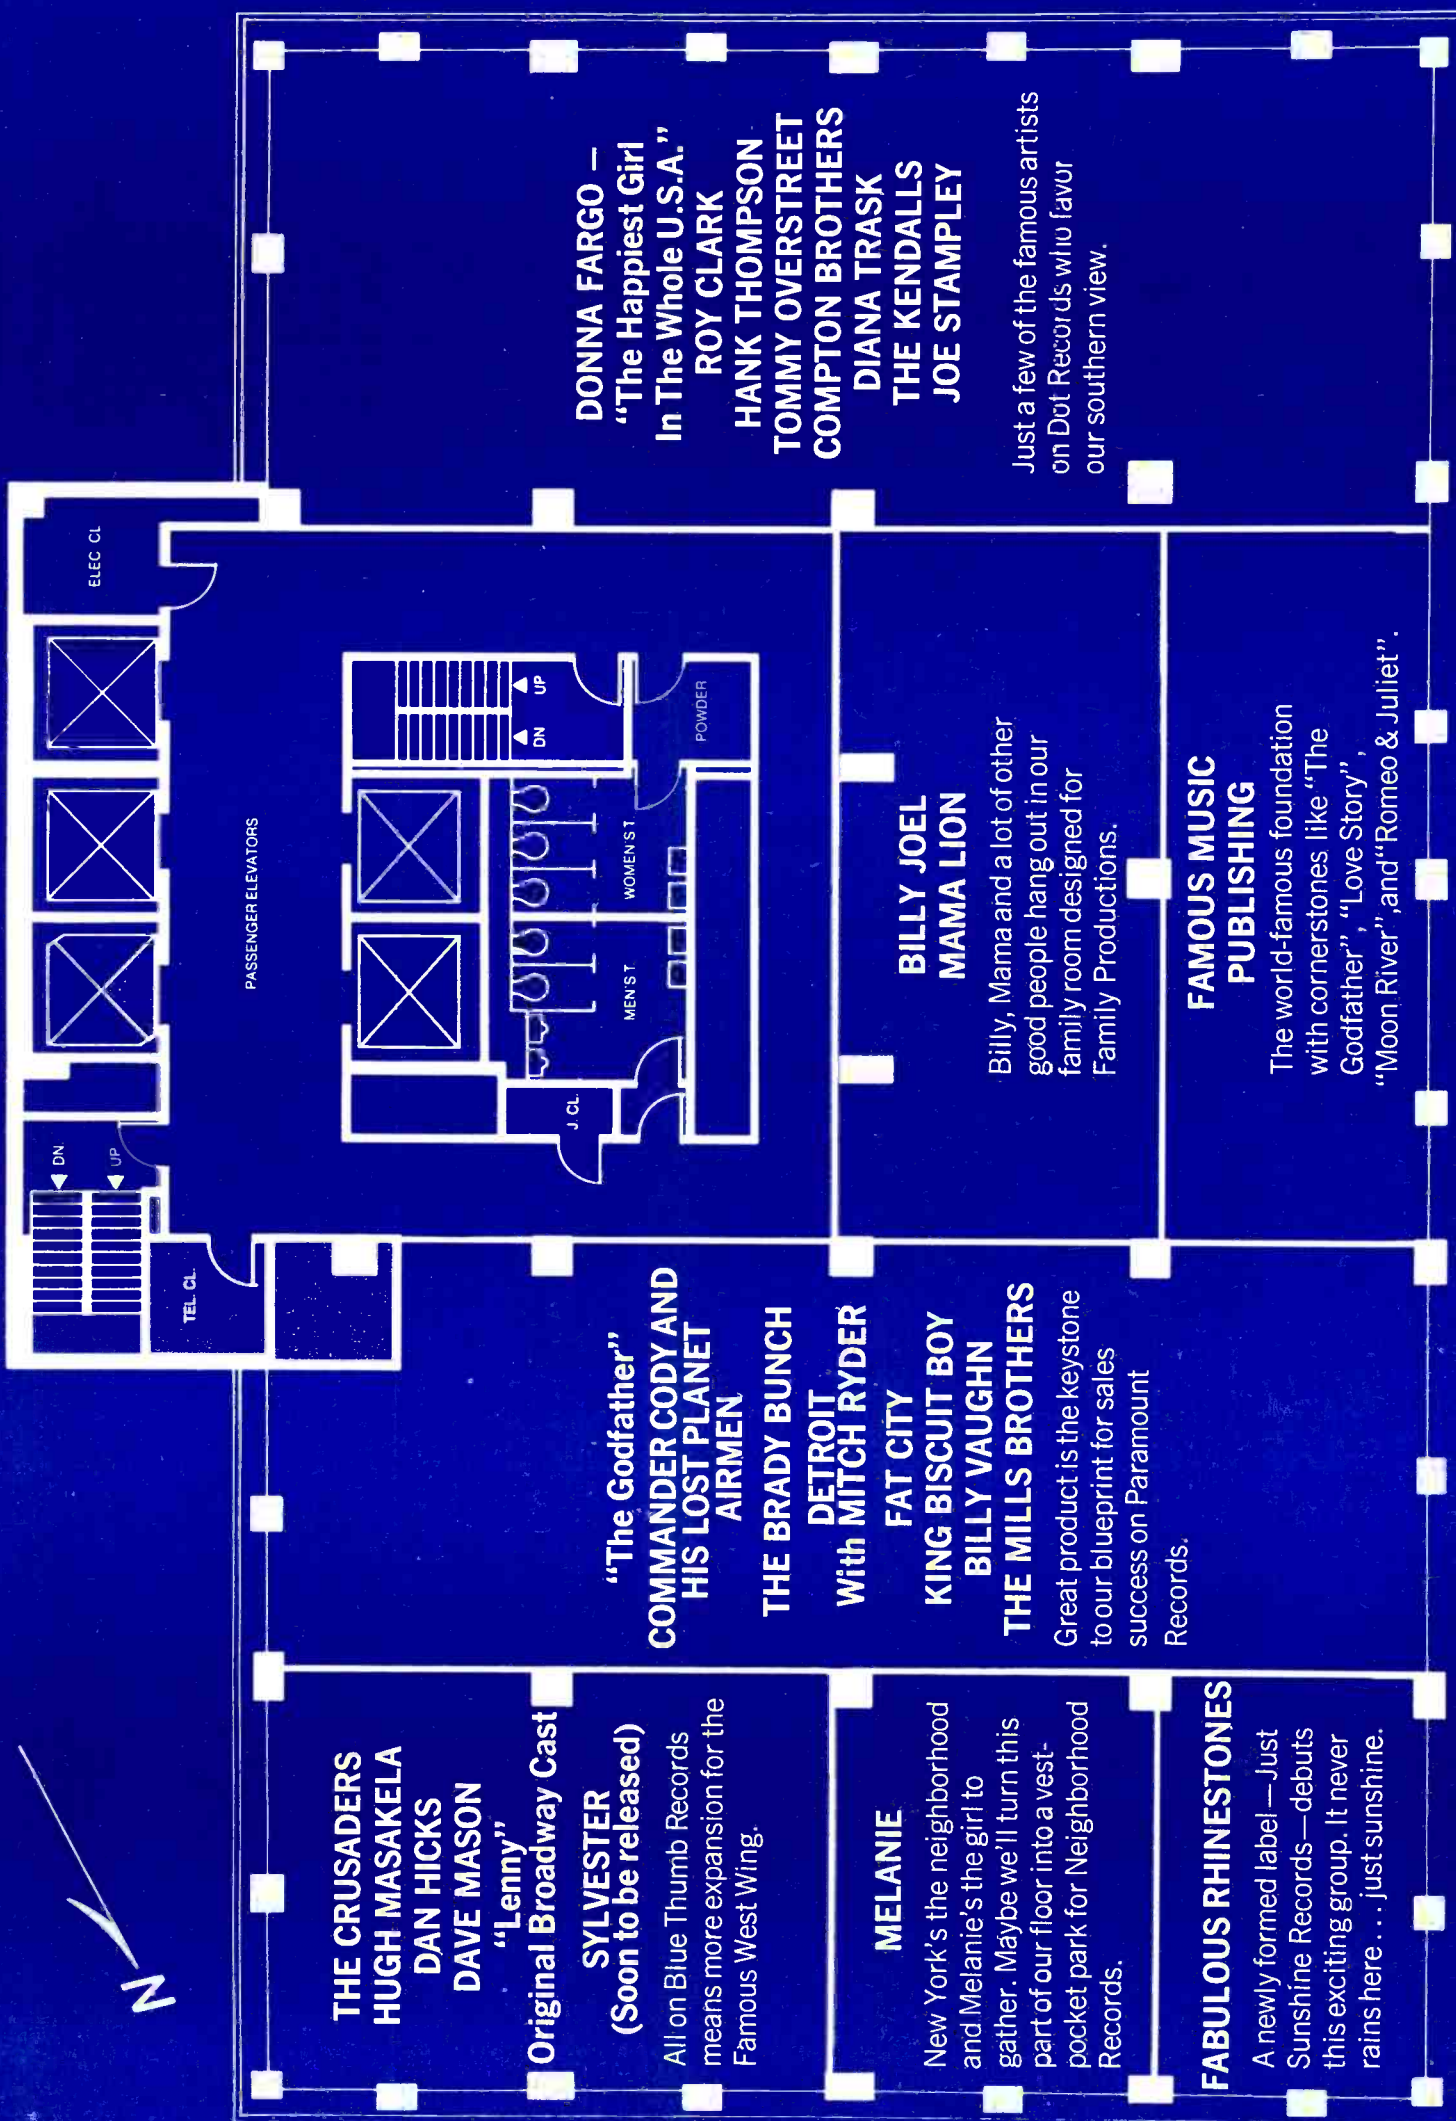 N
TEL. CL.
DN.
UP
PASSENGER ELEVATORS
ELEC CL
J. CL.
MEN'S T.
WOMEN'S T.
DN
UP
POWDER
THE CRUSADERS
HUGH MASAKELA
DAN HICKS
DAVE MASON
“Lenny”
Original Broadway Cast
SYLVESTER
(Soon to be released)
All on Blue Thumb Records
means more expansion for the
Famous West Wing.
MELANIE
New York's the neighborhood
and Melanie's the girl to
gather. Maybe we'll turn this
part of our floor into a vest-
pocket park for Neighborhood
Records.
FABULOUS RHINESTONES
A newly formed label—Just
Sunshine Records—debuts
this exciting group. It never
rains here... just sunshine.
“The Godfather”
COMMANDER CODY AND
HIS LOST PLANET
AIRMEN
THE BRADY BUNCH
DETROIT
With MITCH RYDER
FAT CITY
KING BISCUIT BOY
BILLY VAUGHN
THE MILLS BROTHERS
Great product is the keystone
to our blueprint for sales
success on Paramount
Records.
BILLY JOEL
MAMA LION
Billy, Mama and a lot of other
good people hang out in our
family room designed for
Family Productions.
FAMOUS MUSIC
PUBLISHING
The world-famous foundation
with cornerstones like “The
Godfather”, “Love Story”,
“Moon River”, and “Romeo & Juliet”.
DONNA FARGO —
“The Happiest Girl
In The Whole U.S.A.”
ROY CLARK
HANK THOMPSON
TOMMY OVERSTREET
COMPTON BROTHERS
DIANA TRASK
THE KENDALLS
JOE STAMPLEY
Just a few of the famous artists
on Dot Records who favor
our southern view.